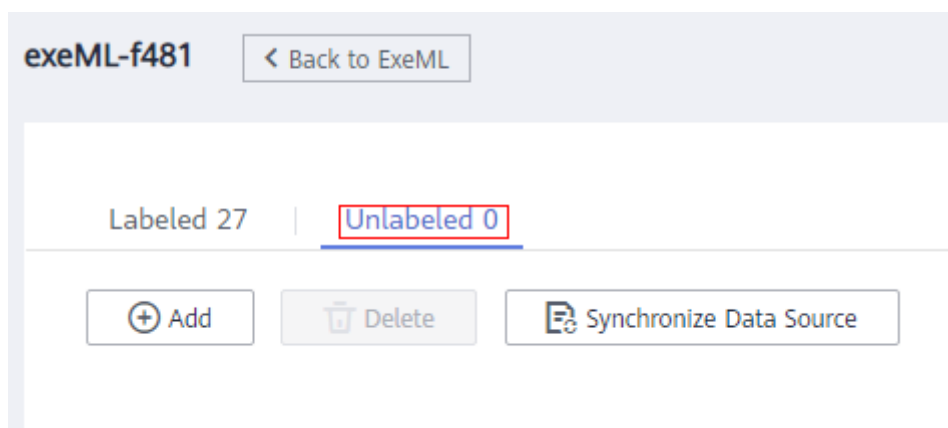 exeML-f481 < Back to ExeML
Labeled 27 | Unlabeled 0
Add Delete Synchronize Data Source